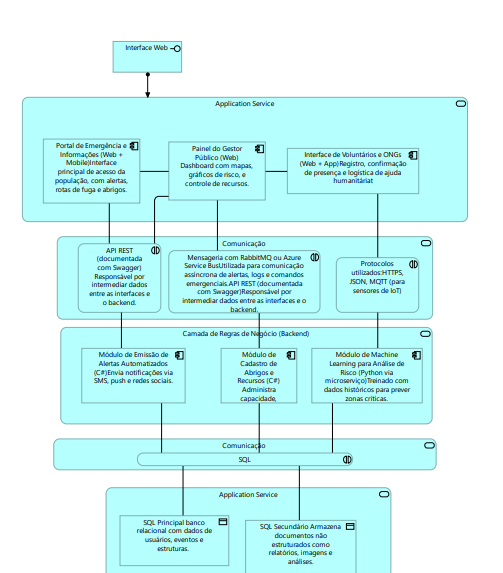 Interface Web
Application Service
Portal de Emergência e
Informações (Web +
Mobile)Interface
principal de acesso da
população, com alertas,
rotas de fuga e abrigos.
Painel do Gestor
Público (Web)
Dashboard com mapas,
gráficos de risco, e
controle de recursos.
Interface de Voluntários e ONGs
(Web + App)Registro, confirmação
de presença e logística de ajuda
humanitáriat
Comunicação
API REST
(documentada
com Swagger)
Responsável por
intermediar dados
entre as interfaces e
o backend.
Mensageria com RabbitMQ ou Azure
Service BusUtilizada para comunicação
assíncrona de alertas, logs e comandos
emergenciais.API REST (documentada
com Swagger)Responsável por
intermediar dados entre as interfaces e o
backend.
Protocolos
utilizados:HTTPS,
JSON, MQTT (para
sensores de IoT)
Camada de Regras de Negócio (Backend)
Módulo de Emissão de
Alertas Automatizados
(C#)Envia notificações via
SMS, push e redes sociais.
Módulo de
Cadastro de
Abrigos e
Recursos (C#)
Administra
capacidade,
Módulo de Machine
Learning para Análise de
Risco (Python via
microserviço)Treinado com
dados históricos para prever
zonas críticas.
Comunicação
SQL
Application Service
SQL Principal banco
relacional com dados de
usuários, eventos e
estruturas.
SQL Secundário Armazena
documentos não
estruturados como
relatórios, imagens e
análises.